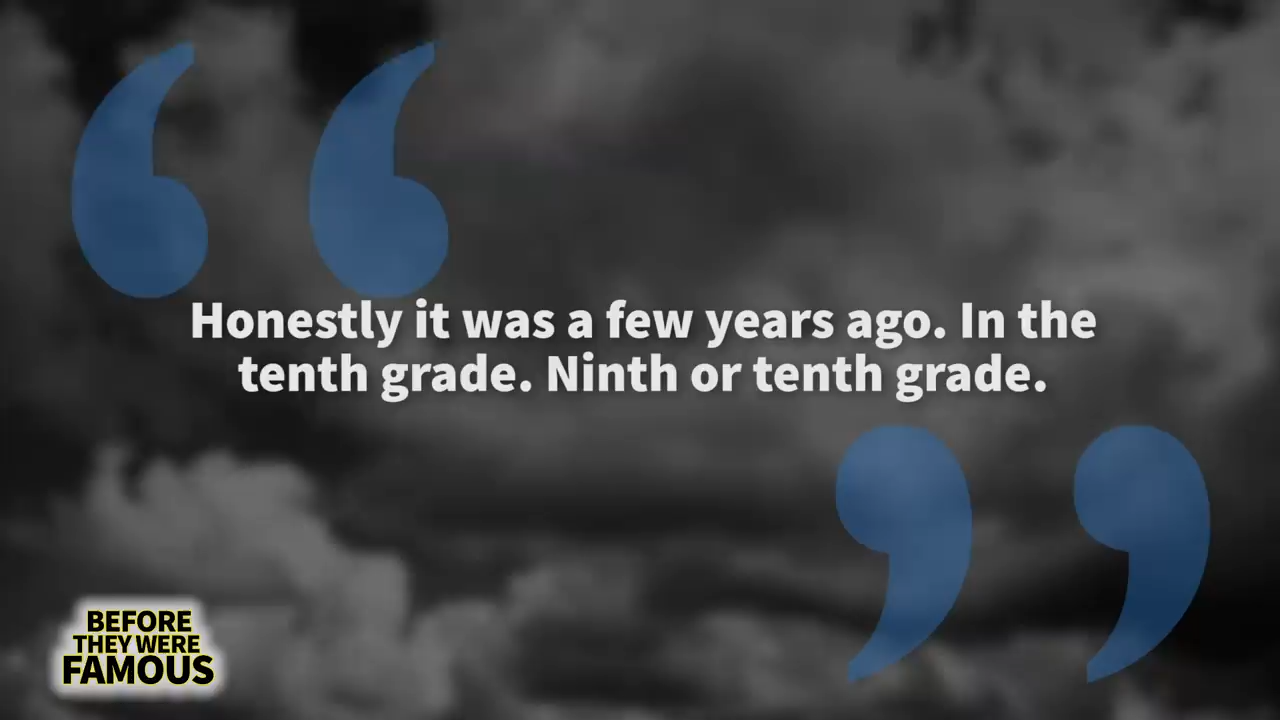 Honestly it was a few years ago. In the
tenth grade. Ninth or tenth grade.
BEFORE
THEY WERE
FAMOUS